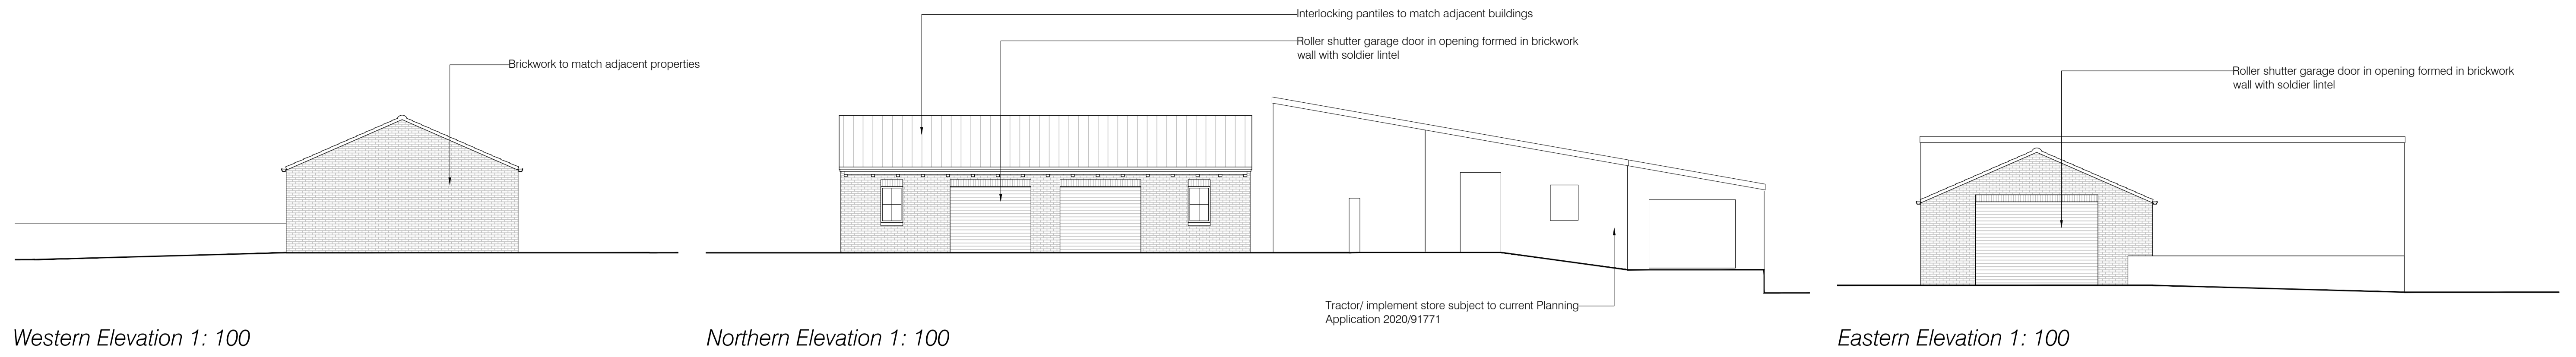 Brickwork to match adjacent properties
Western Elevation 1: 100
Interlocking pantiles to match adjacent buildings
Roller shutter garage door in opening formed in brickwork
wall with soldier lintel
Tractor/ implement store subject to current Planning
Application 2020/91771
Northern Elevation 1: 100
Roller shutter garage door in opening formed in brickwork
wall with soldier lintel
Eastern Elevation 1: 100